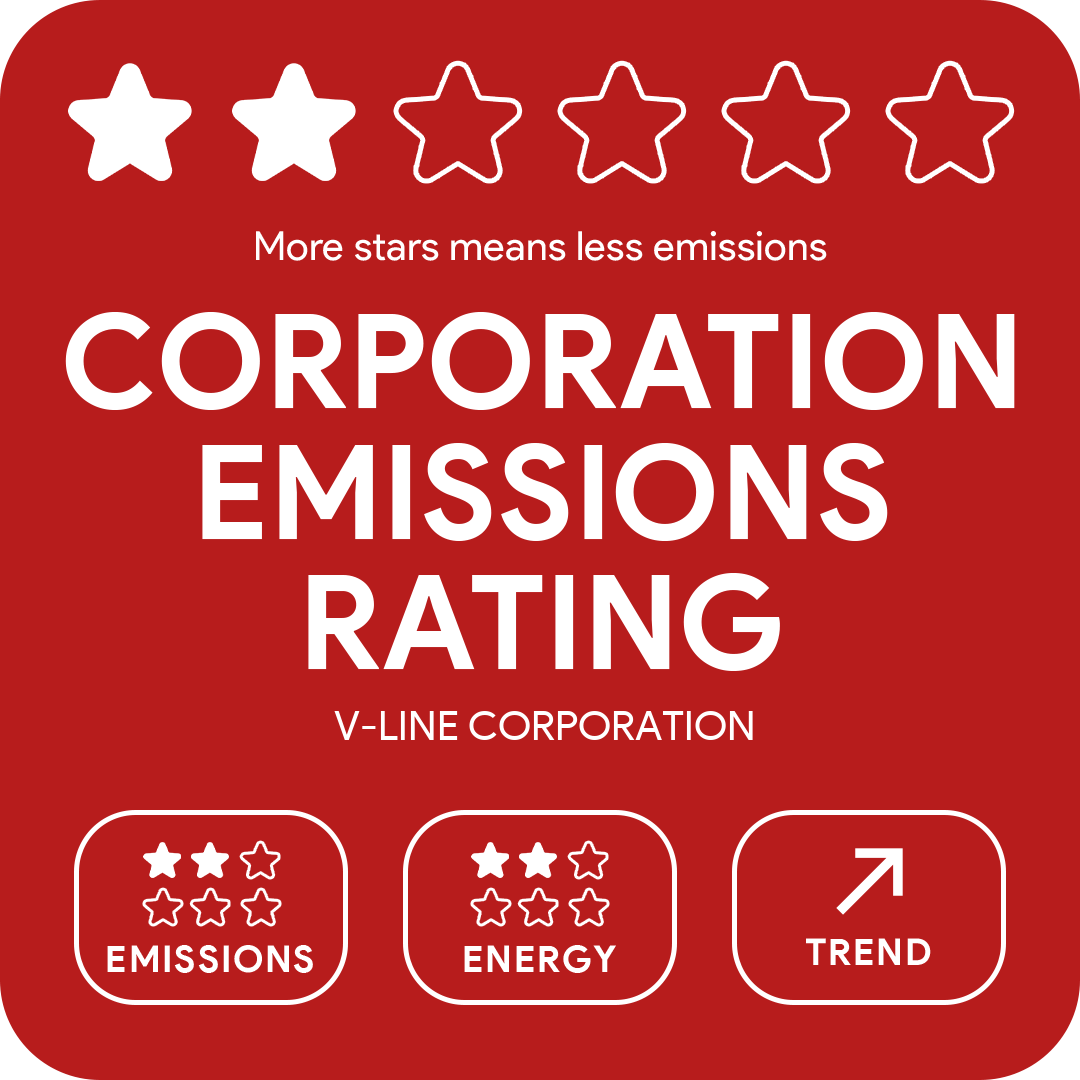 More stars means less emissions
CORPORATION
EMISSIONS
RATING
V-LINE CORPORATION
EMISSIONS
ENERGY
TREND